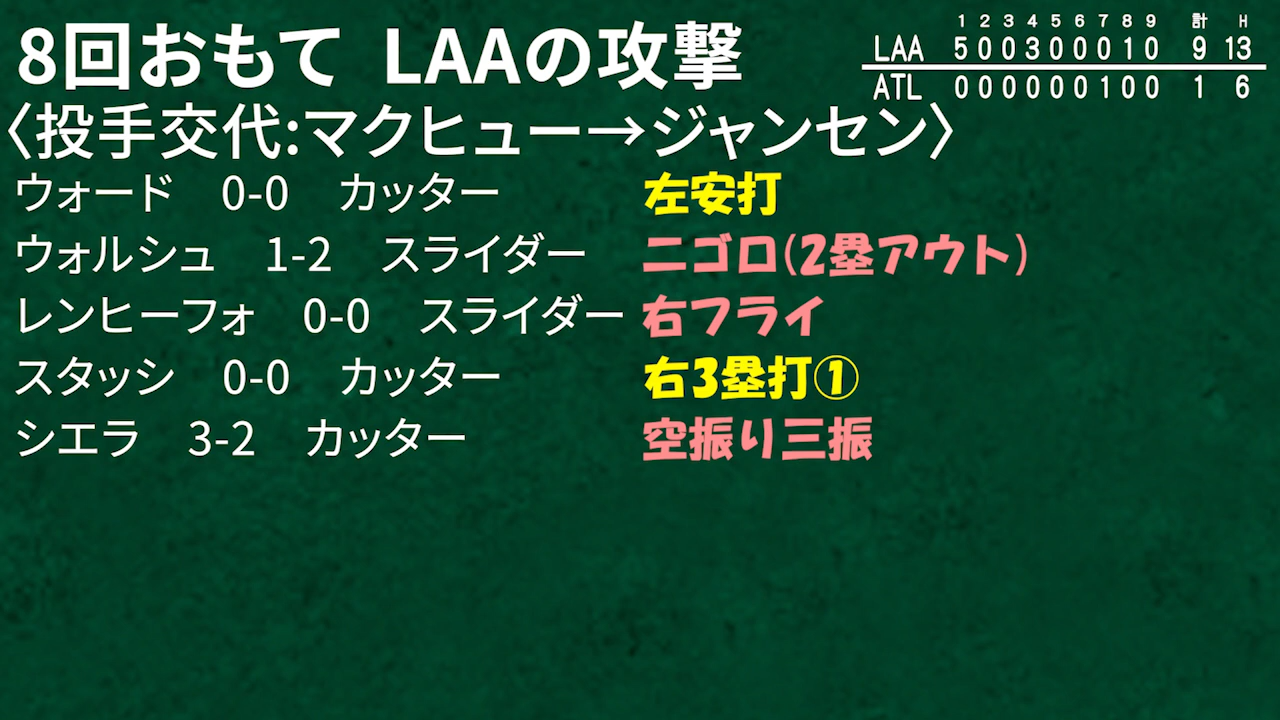 8回おもて LAAの攻撃
1 2 3 4 5 6 7 8 9 計 H
LAA 5 0 0 3 0 0 0 1 0 9 13
ATL 0 0 0 0 0 0 1 0 0 1 6
〈投手交代:マクヒュー→ジャンセン〉
ウォード 0-0 カッター 左安打
ウォルシュ 1-2 スライダー 二ゴロ(2塁アウト)
レンヒーフォ 0-0 スライダー 右フライ
スタッシ 0-0 カッター 右3塁打①
シエラ 3-2 カッター 空振り三振